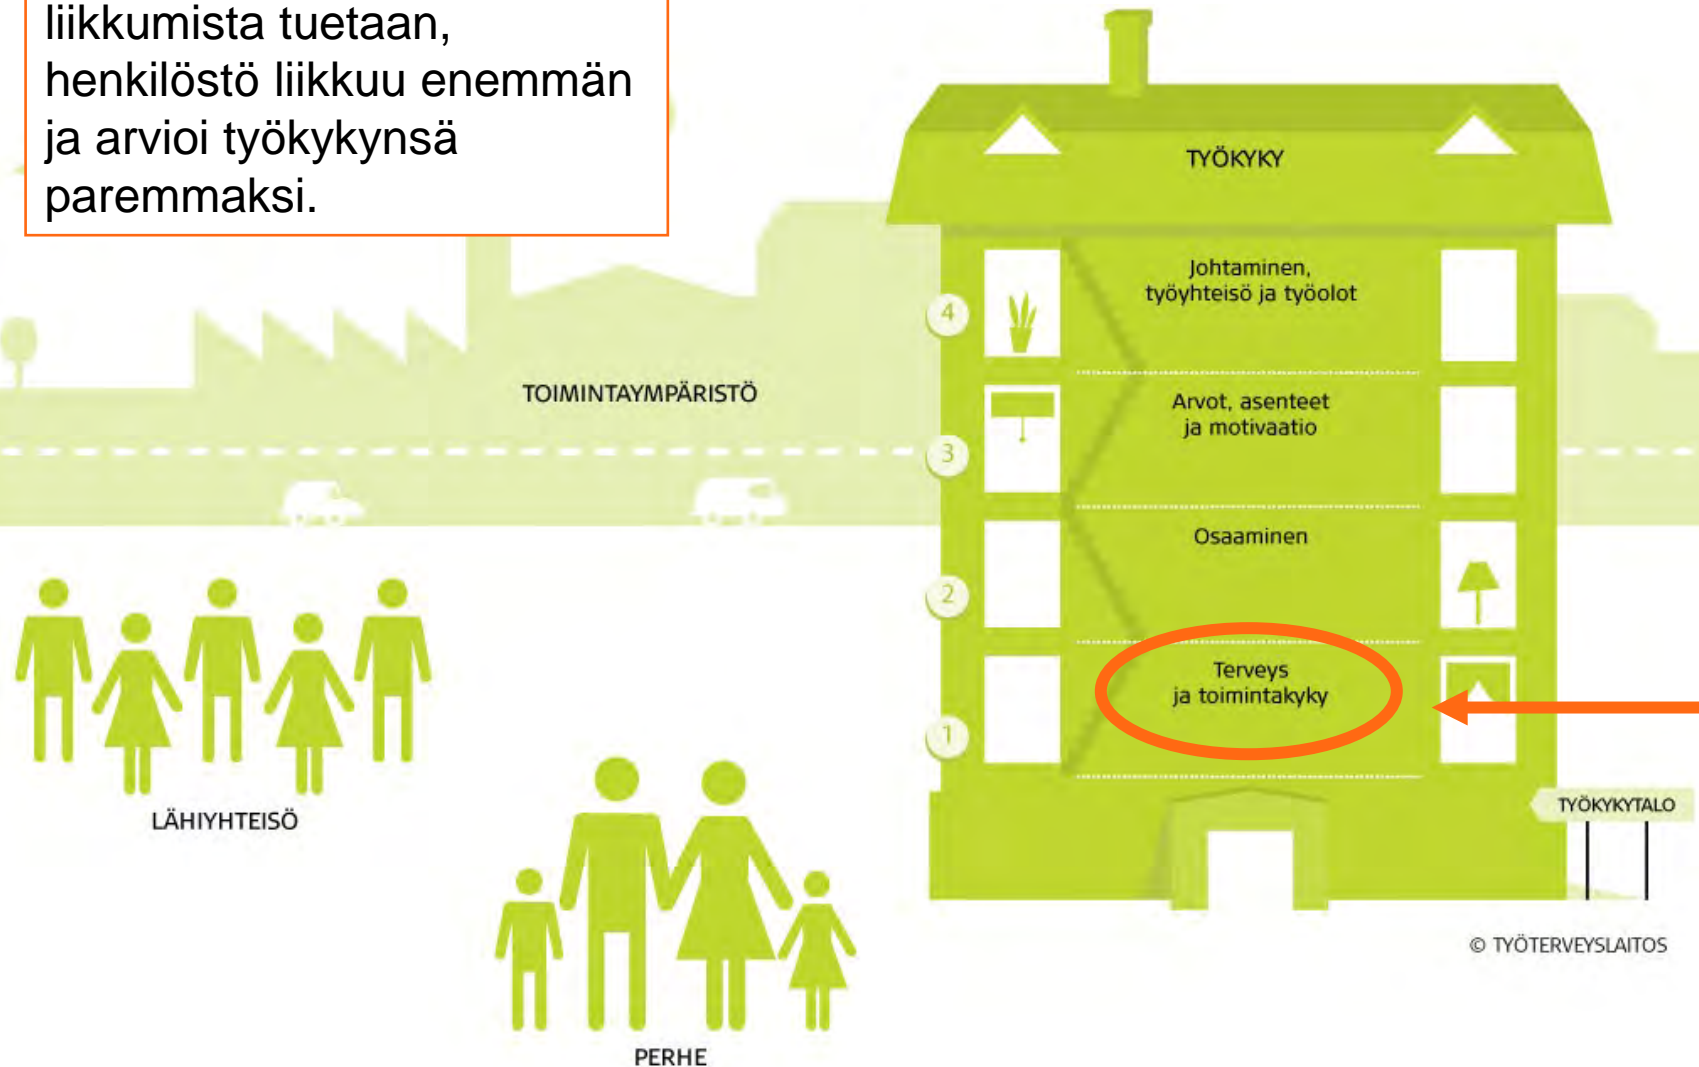 liikkumista tuetaan,
henkilöstö liikkuu enemmän
ja arvioi työkykynsä
paremmaksi.
TYÖKYKY
Johtaminen,
työyhteisö ja työolot
4
TOIMINTAYMPÄRISTÖ
Arvot, asenteet
ja motivaatio
3
Osaaminen
2
Terveys
ja toimintakyky
1
TYÖKYKYTALO
LÄHIYHTEISÖ
© TYÖTERVEYSLAITOS
PERHE